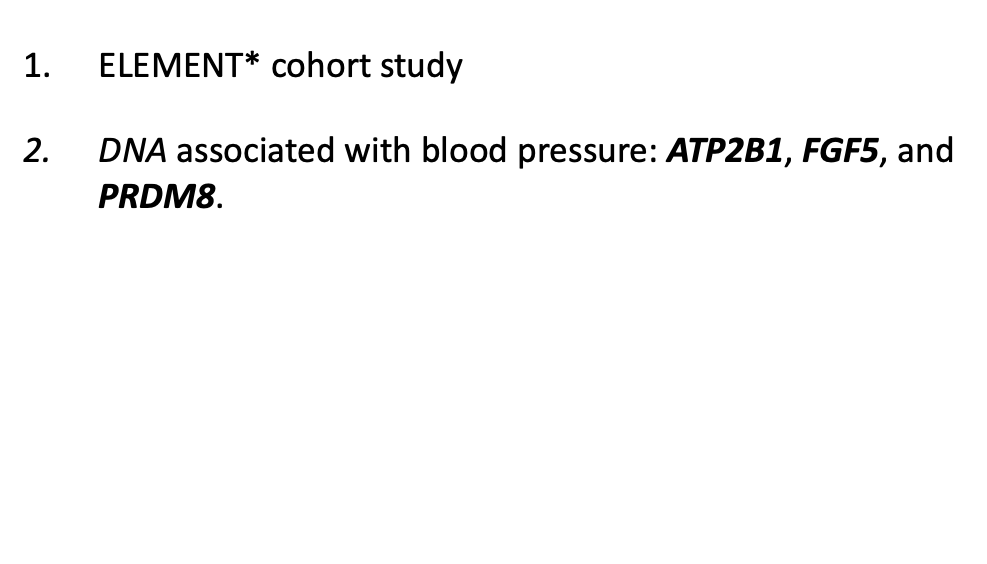 1. ELEMENT* cohort study
2. DNA associated with blood pressure: ATP2B1, FGF5, and
PRDM8.